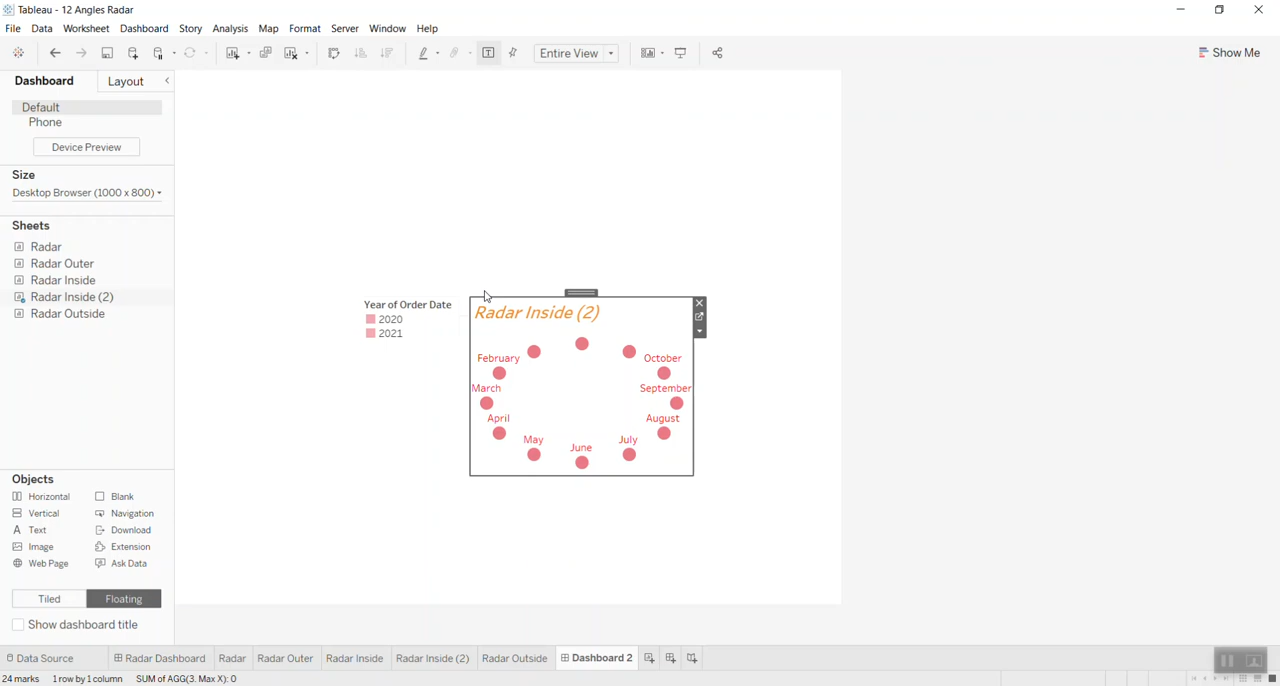 Tableau - 12 Angles Radar
File Data Worksheet Dashboard Story Analysis Map Format Server Window Help
Entire View
Show Me
Dashboard Layout
Default
Phone
Device Preview
Size
Desktop Browser (1000 x 800)
Sheets
Radar
Radar Outer
Radar Inside
Radar Inside (2)
Radar Outside
Year of Order Date
2020
2021
Radar Inside (2)
February October
March September
April August
May July
June
Objects
Horizontal Blank
Vertical Navigation
Text Download
Image Extension
Web Page Ask Data
Tiled Floating
Show dashboard title
Data Source Radar Dashboard Radar Radar Outer Radar Inside Radar Inside (2) Radar Outside Dashboard 2
24 marks 1 row by 1 column SUM of AGG(3. Max X): 0